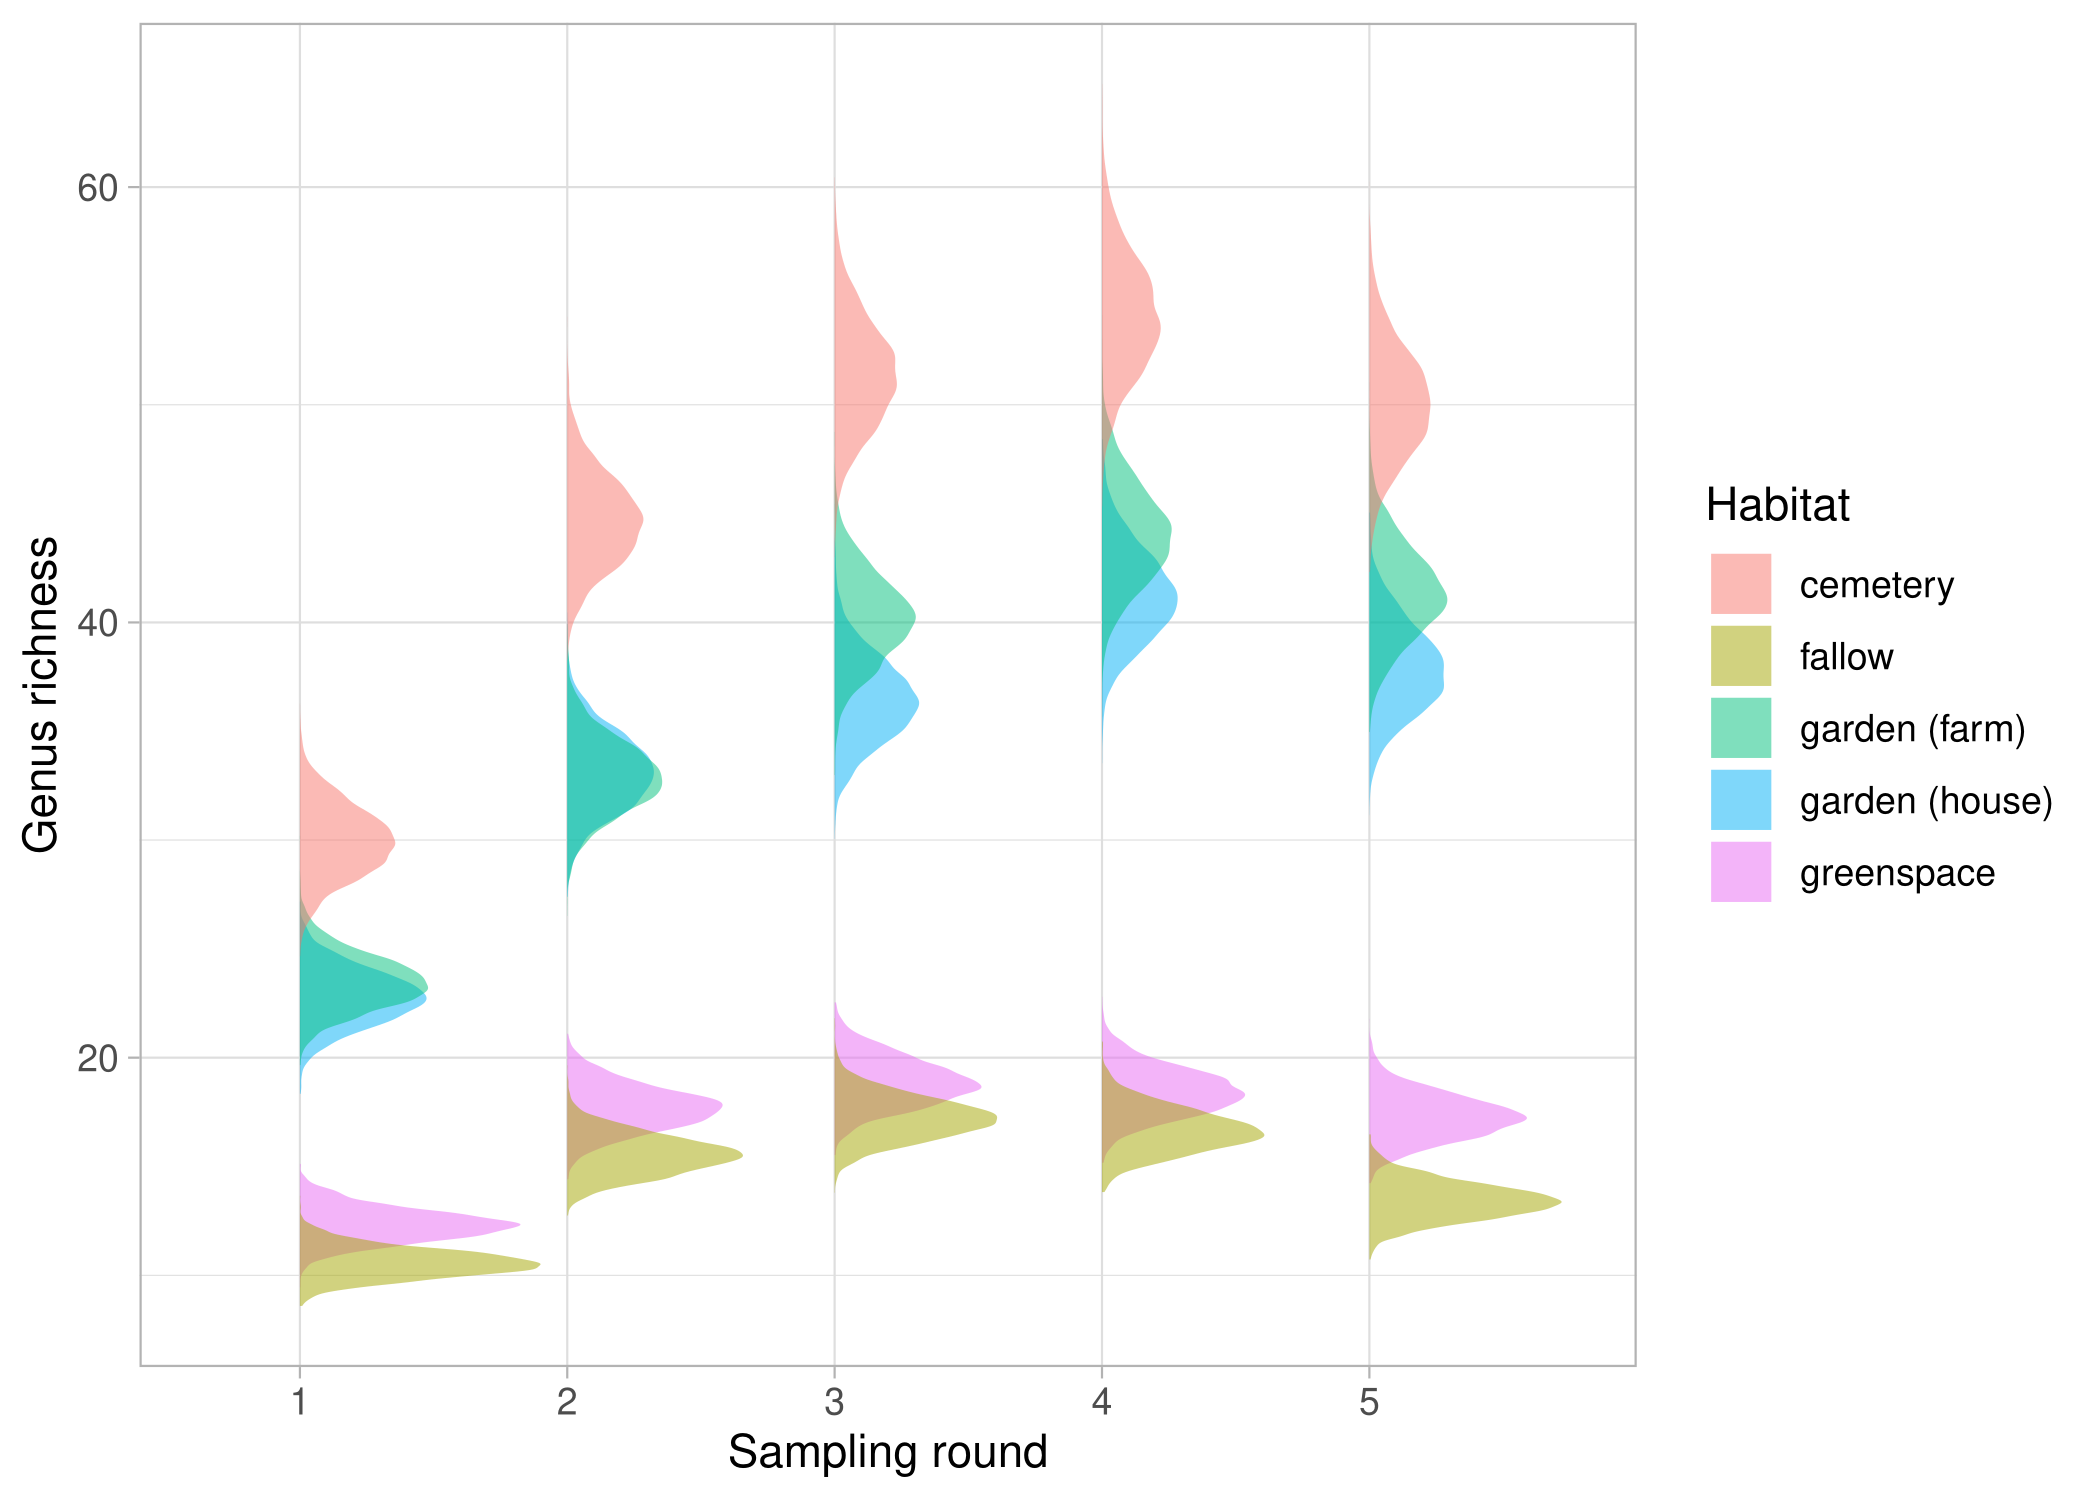 60
40
20
Genus richness
1 2 3 4 5
Sampling round
Habitat
cemetery
fallow
garden (farm)
garden (house)
greenspace